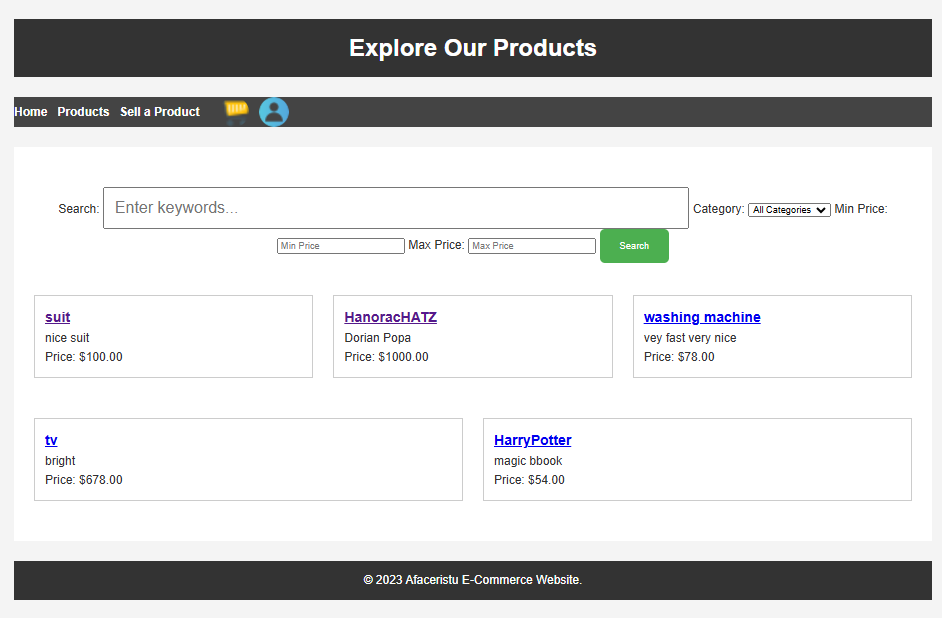 Explore Our Products
Home Products Sell a Product
Search: Enter keywords... Category: All Categories Min Price:
Min Price Max Price: Max Price Search
suit
nice suit
Price: $100.00
HanoracHATZ
Dorian Popa
Price: $1000.00
washing machine
vey fast very nice
Price: $78.00
tv
bright
Price: $678.00
HarryPotter
magic bbook
Price: $54.00
© 2023 Afaceristu E-Commerce Website.